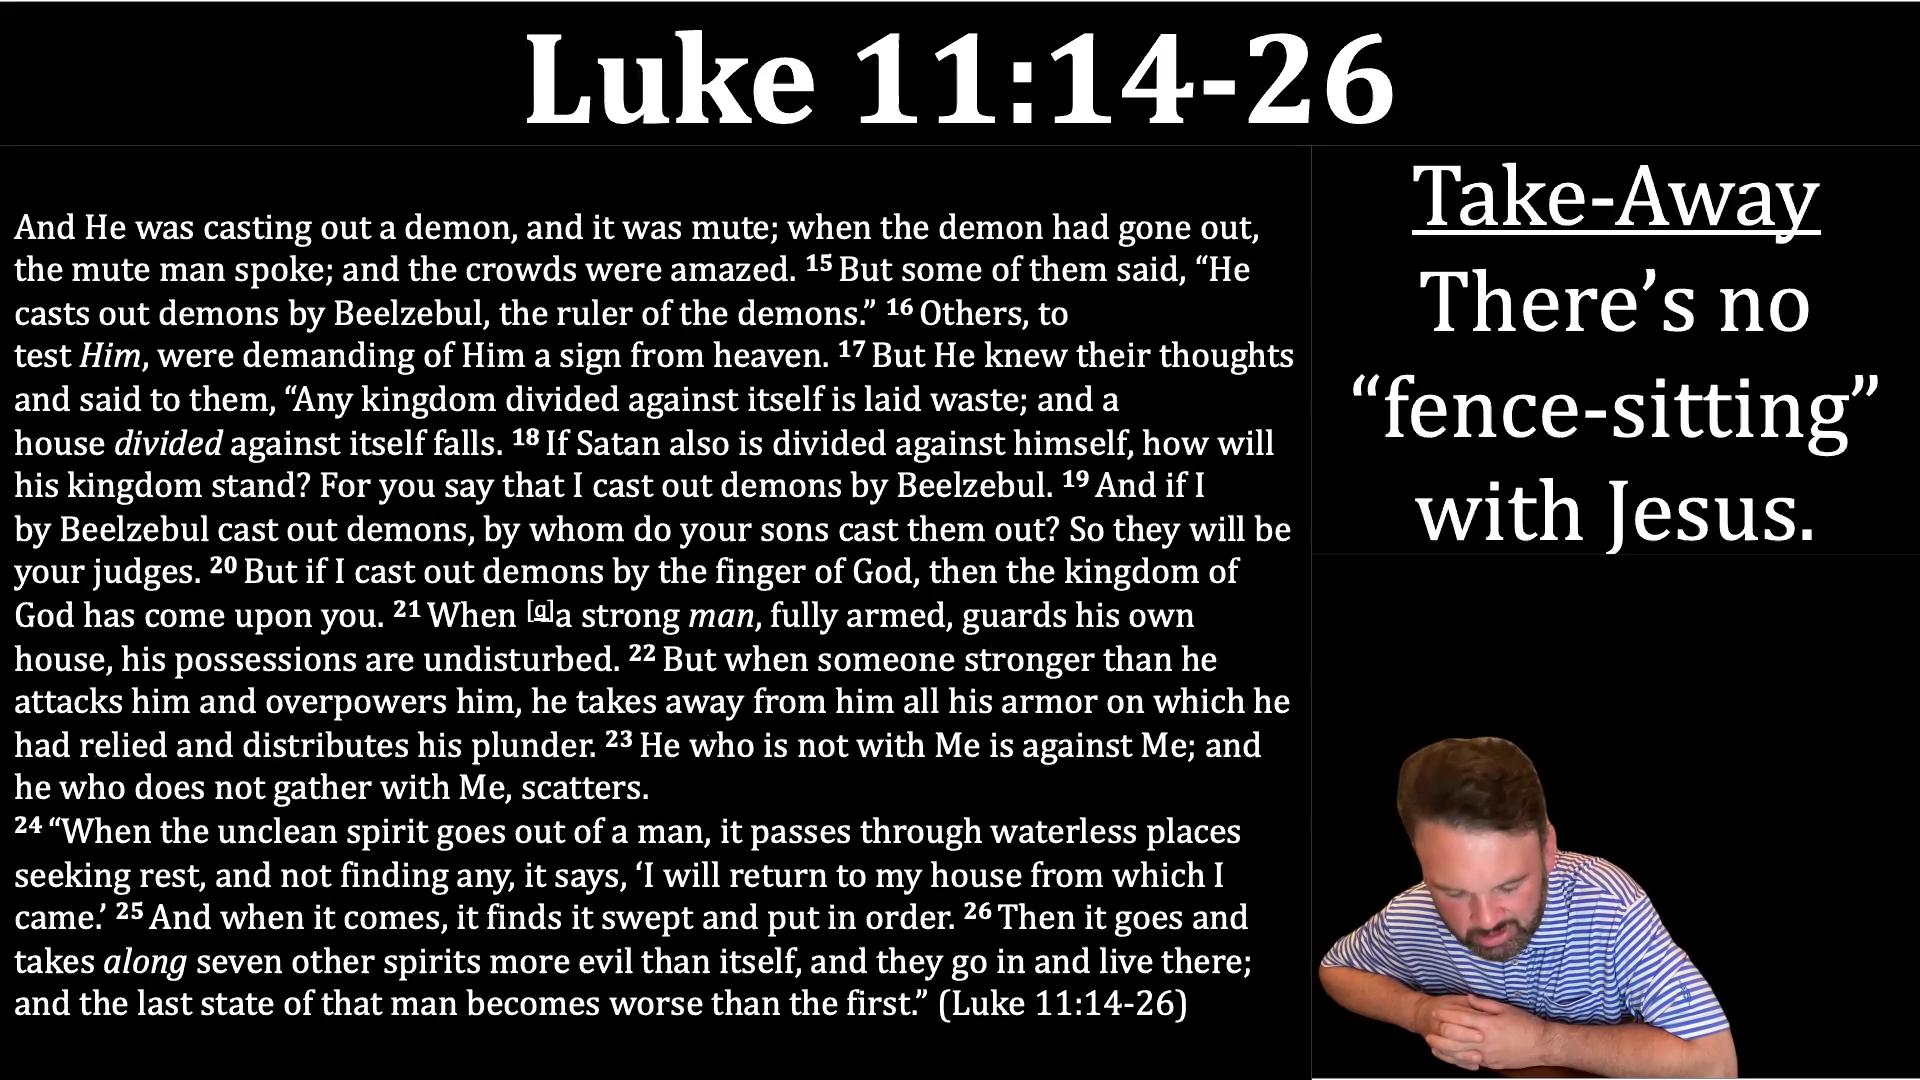 Luke 11:14-26
And He was casting out a demon, and it was mute; when the demon had gone out,
the mute man spoke; and the crowds were amazed. 15 But some of them said, “He
casts out demons by Beelzebul, the ruler of the demons.” 16 Others, to
test Him, were demanding of Him a sign from heaven. 17 But He knew their thoughts
and said to them, “Any kingdom divided against itself is laid waste; and a
house divided against itself falls. 18 If Satan also is divided against himself, how will
his kingdom stand? For you say that I cast out demons by Beelzebul. 19 And if I
by Beelzebul cast out demons, by whom do your sons cast them out? So they will be
your judges. 20 But if I cast out demons by the finger of God, then the kingdom of
God has come upon you. 21 When [q]a strong man, fully armed, guards his own
house, his possessions are undisturbed. 22 But when someone stronger than he
attacks him and overpowers him, he takes away from him all his armor on which he
had relied and distributes his plunder. 23 He who is not with Me is against Me; and
he who does not gather with Me, scatters.
24 “When the unclean spirit goes out of a man, it passes through waterless places
seeking rest, and not finding any, it says, ‘I will return to my house from which I
came.’ 25 And when it comes, it finds it swept and put in order. 26 Then it goes and
takes along seven other spirits more evil than itself, and they go in and live there;
and the last state of that man becomes worse than the first.” (Luke 11:14-26)
Take-Away
There’s no
“fence-sitting”
with Jesus.